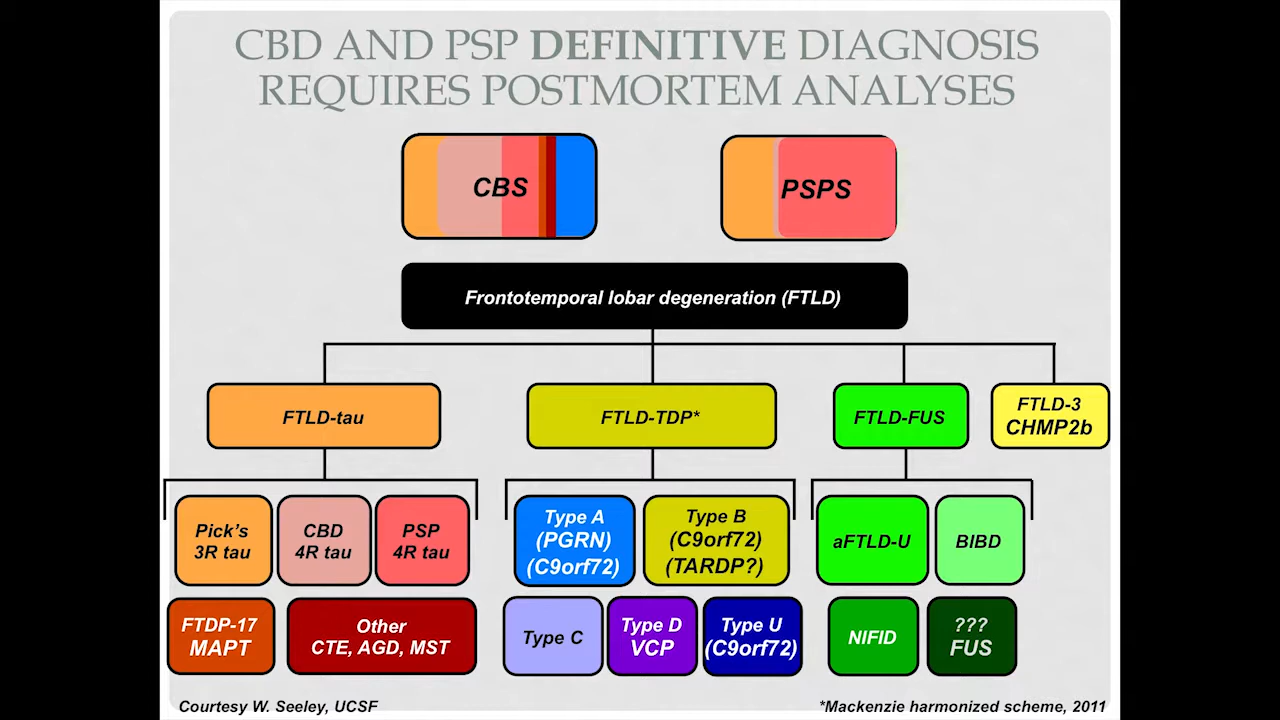 CBD AND PSP DEFINITIVE DIAGNOSIS
REQUIRES POSTMORTEM ANALYSES
CBS
PSPS
Frontotemporal lobar degeneration (FTLD)
FTLD-tau
FTLD-TDP*
FTLD-FUS
FTLD-3
CHMP2b
Pick's
3R tau
CBD
4R tau
PSP
4R tau
Type A
(PGRN)
(C9orf72)
Type B
(C9orf72)
(TARDP?)
aFTLD-U
BIBD
FTDP-17
MAPT
Other
CTE, AGD, MST
Type C
Type D
VCP
Type U
(C9orf72)
NIFID
???
FUS
Courtesy W. Seeley, UCSF
*Mackenzie harmonized scheme, 2011